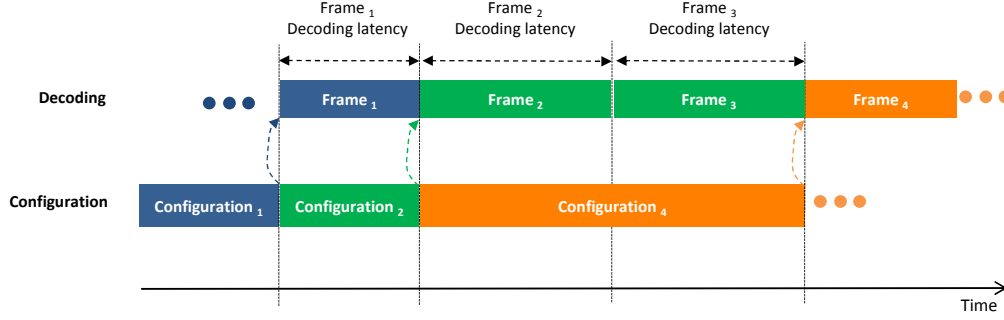 Frame 1
Decoding latency
Frame 2
Decoding latency
Frame 3
Decoding latency
Decoding
Frame 1
Frame 2
Frame 3
Frame 4
Configuration
Configuration 1
Configuration 2
Configuration 4
Time